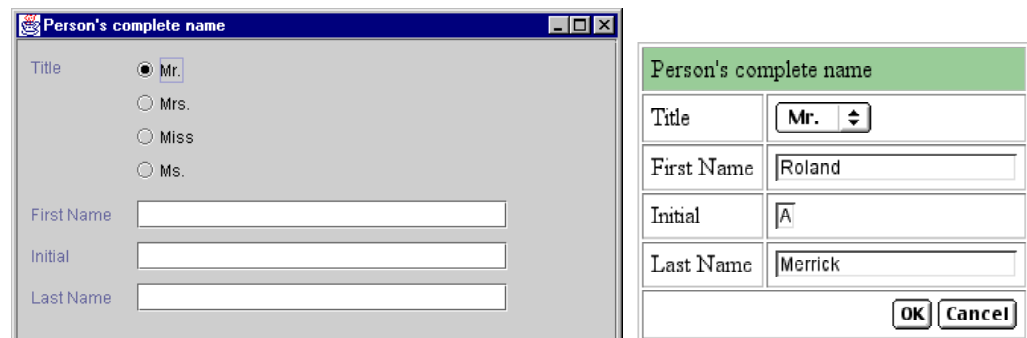 Person's complete name
Title
Mr.
Mrs.
Miss
Ms.
First Name
Initial
Last Name
Person's complete name
Title Mr.
First Name Roland
Initial A
Last Name Merrick
OK Cancel